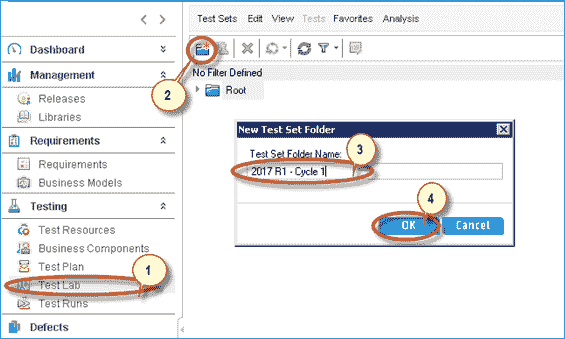 Test Sets Edit View Tests Favorites Analysis
Dashboard
Management
Releases
Libraries
Requirements
Requirements
Business Models
Testing
Test Resources
Business Components
Test Plan
Test Lab
Test Runs
Defects
1
2
No Filter Defined
Root
New Test Set Folder
Test Set Folder Name:
3
2017 R1 - Cycle 1
4
OK Cancel